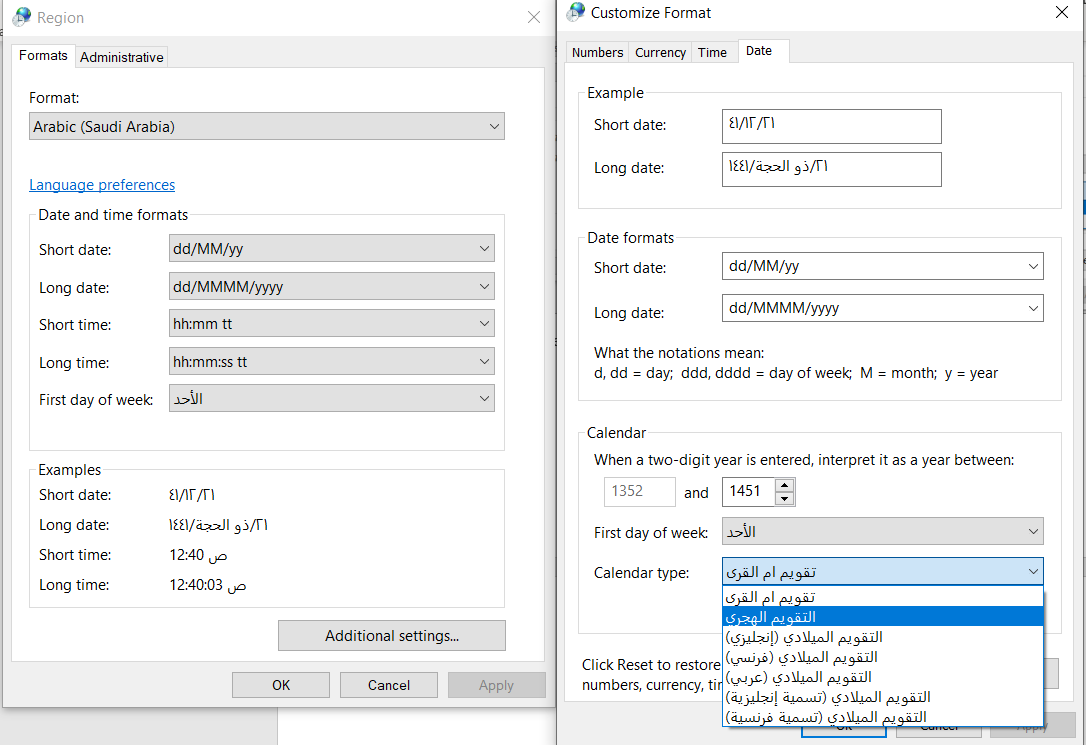 Region
Formats
Administrative
Format:
Arabic (Saudi Arabia)
Language preferences
Date and time formats
Short date:
dd/MM/yy
Long date:
dd/MMMM/yyyy
Short time:
hh:mm tt
Long time:
hh:mm:ss tt
First day of week:
الأحد
Examples
Short date:
٤١/١٢/٢١
Long date:
٢١/ذو الحجة/١٤٤١
Short time:
12:40 ص
Long time:
12:40:03 ص
Additional settings...
OK
Cancel
Apply
Customize Format
Numbers
Currency
Time
Date
Example
Short date:
٤١/١٢/٢١
Long date:
٢١/ذو الحجة/١٤٤١
Date formats
Short date:
dd/MM/yy
Long date:
dd/MMMM/yyyy
What the notations mean:
d, dd = day; ddd, dddd = day of week; M = month; y = year
Calendar
When a two-digit year is entered, interpret it as a year between:
1352 and 1451
First day of week:
الأحد
Calendar type:
تقويم ام القرى
تقويم ام القرى
التقويم الهجري
التقويم الميلادي (إنجليزي)
التقويم الميلادي (فرنسي)
التقويم الميلادي (عربي)
التقويم الميلادي (تسمية إنجليزية)
التقويم الميلادي (تسمية فرنسية)
Click Reset to restore
numbers, currency, tir
OK
Cancel
Apply